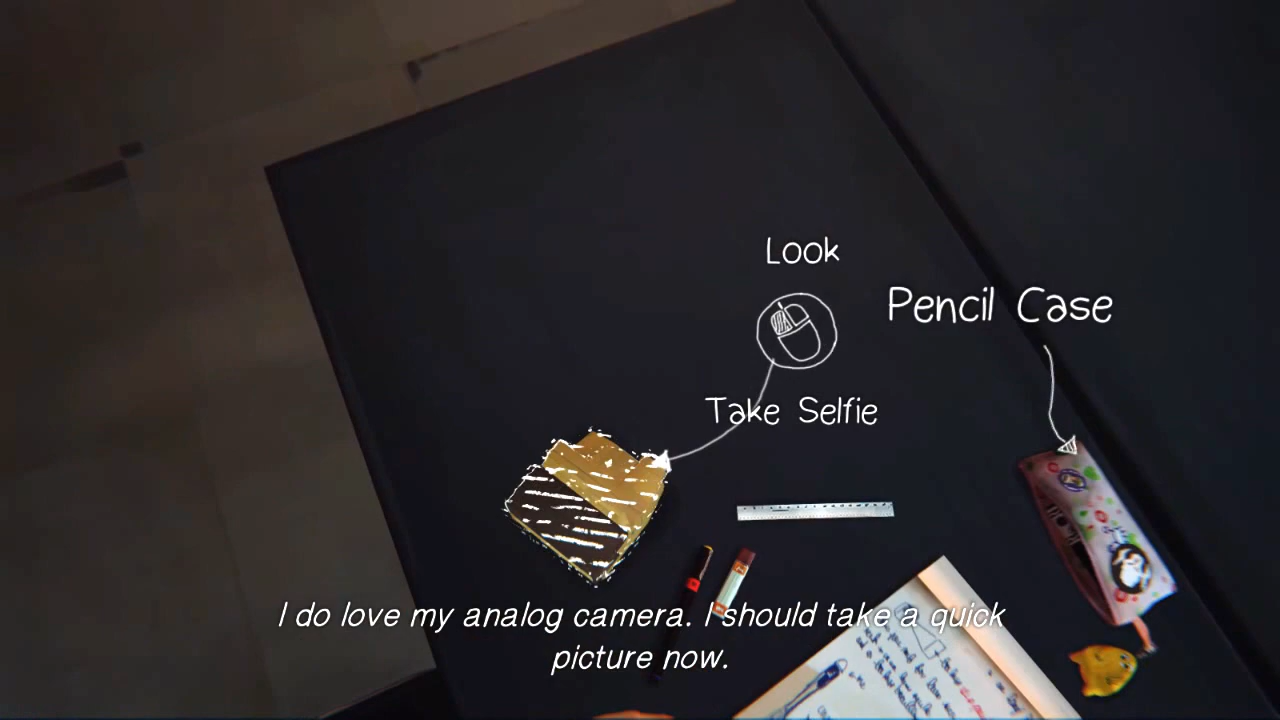 Look
Pencil Case
Take Selfie
I do love my analog camera. I should take a quick
picture now.